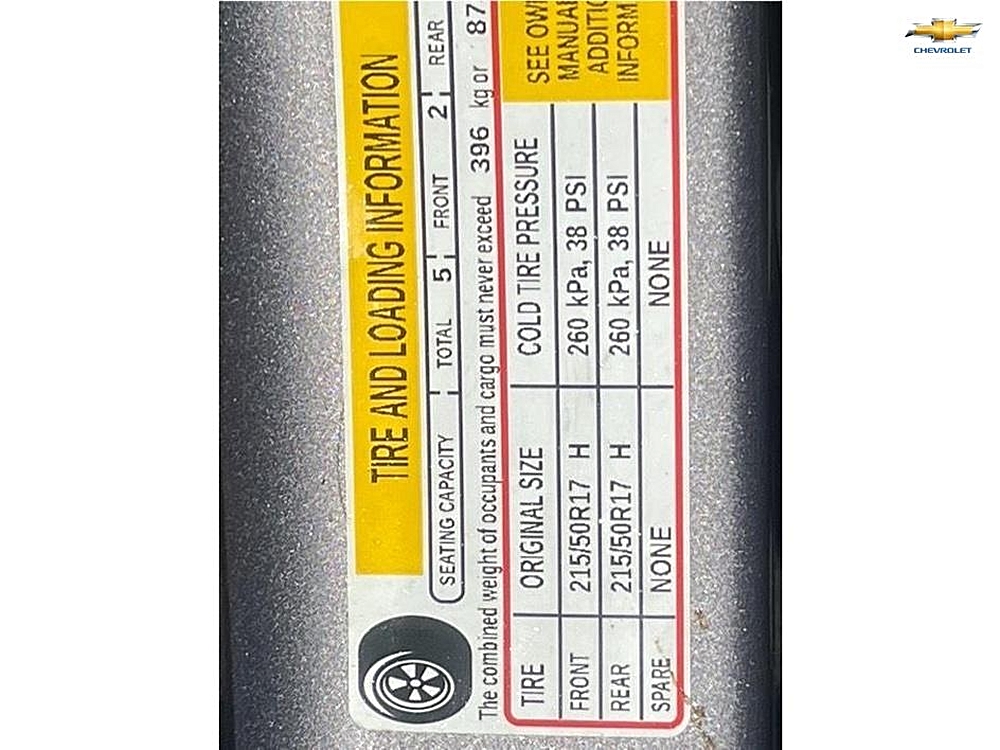 TIRE AND LOADING INFORMATION
SEATING CAPACITY TOTAL 5 FRONT 2 REAR
The combined weight of occupants and cargo must never exceed 396 kg or 87
TIRE ORIGINAL SIZE COLD TIRE PRESSURE
FRONT 215/50R17 H 260 kPa, 38 PSI
REAR 215/50R17 H 260 kPa, 38 PSI
SPARE NONE NONE
SEE OWN
MANUAL
ADDITIO
INFORM
CHEVROLET